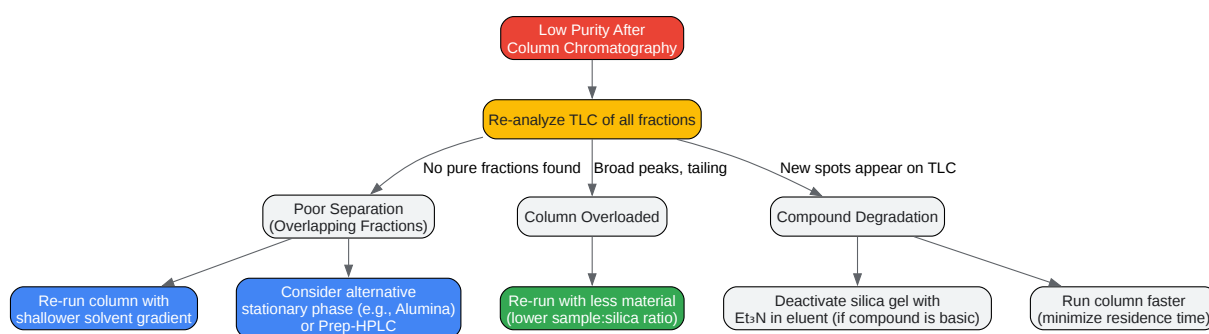 Low Purity After
Column Chromatography
Re-analyze TLC of all fractions
No pure fractions found
Broad peaks, tailing
New spots appear on TLC
Poor Separation
(Overlapping Fractions)
Column Overloaded
Compound Degradation
Re-run column with
shallower solvent gradient
Consider alternative
stationary phase (e.g., Alumina)
or Prep-HPLC
Re-run with less material
(lower sample:silica ratio)
Deactivate silica gel with
Et₃N in eluent (if compound is basic)
Run column faster
(minimize residence time)